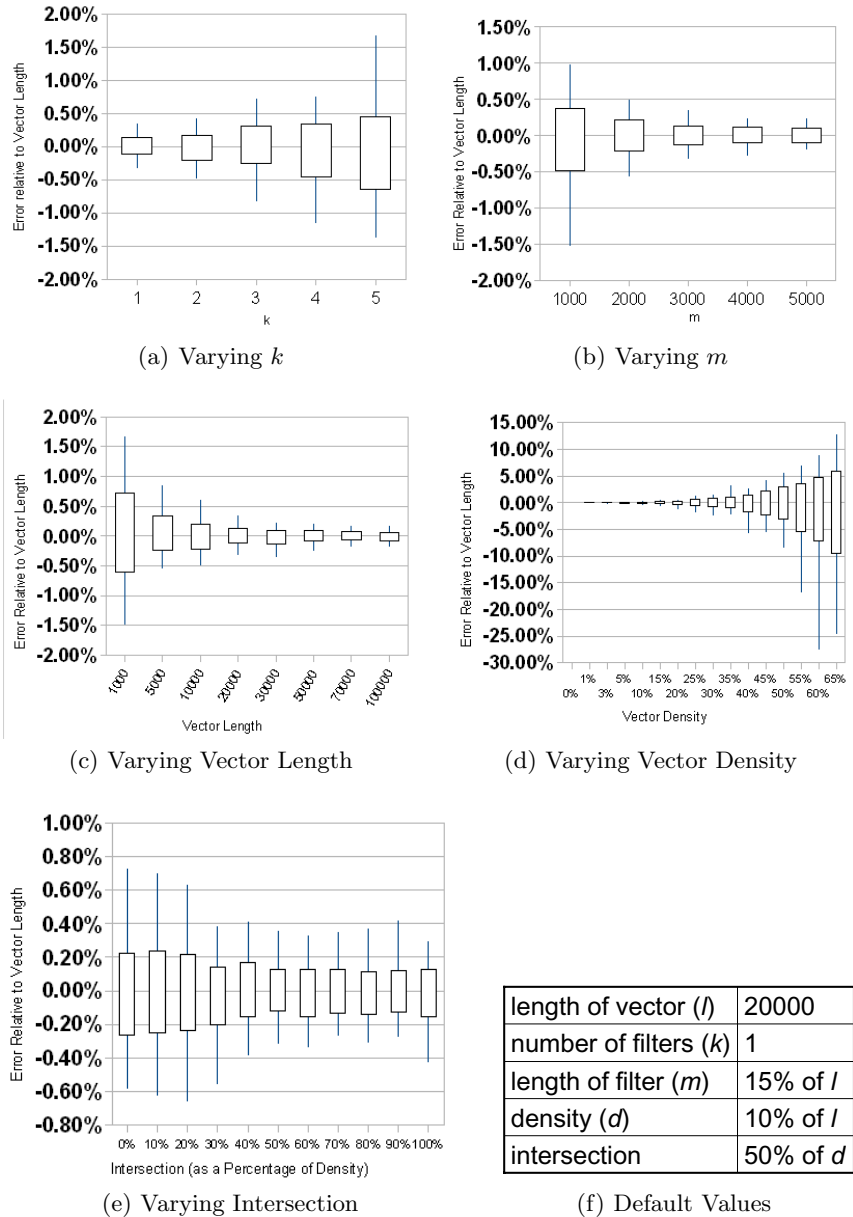 2.00%
1.50%
1.00%
0.50%
0.00%
-0.50%
-1.00%
-1.50%
-2.00%
Error relative to Vector Length
1 2 3 4 5
k
(a) Varying k
1.50%
1.00%
0.50%
0.00%
-0.50%
-1.00%
-1.50%
-2.00%
Error Relative to Vector Length
1000 2000 3000 4000 5000
m
(b) Varying m
2.00%
1.50%
1.00%
0.50%
0.00%
-0.50%
-1.00%
-1.50%
-2.00%
Error Relative to Vector Length
1000 5000 10000 20000 30000 50000 70000 100000
Vector Length
(c) Varying Vector Length
15.00%
10.00%
5.00%
0.00%
-5.00%
-10.00%
-15.00%
-20.00%
-25.00%
-30.00%
Error Relative to Vector Length
1% 5% 15% 25% 35% 45% 55% 65%
0% 3% 10% 20% 30% 40% 50% 60%
Vector Density
(d) Varying Vector Density
1.00%
0.80%
0.60%
0.40%
0.20%
0.00%
-0.20%
-0.40%
-0.60%
-0.80%
Error Relative to Vector Length
0% 10% 20% 30% 40% 50% 60% 70% 80% 90% 100%
Intersection (as a Percentage of Density)
(e) Varying Intersection
length of vector (l) 20000
number of filters (k) 1
length of filter (m) 15% of l
density (d) 10% of l
intersection 50% of d
(f) Default Values